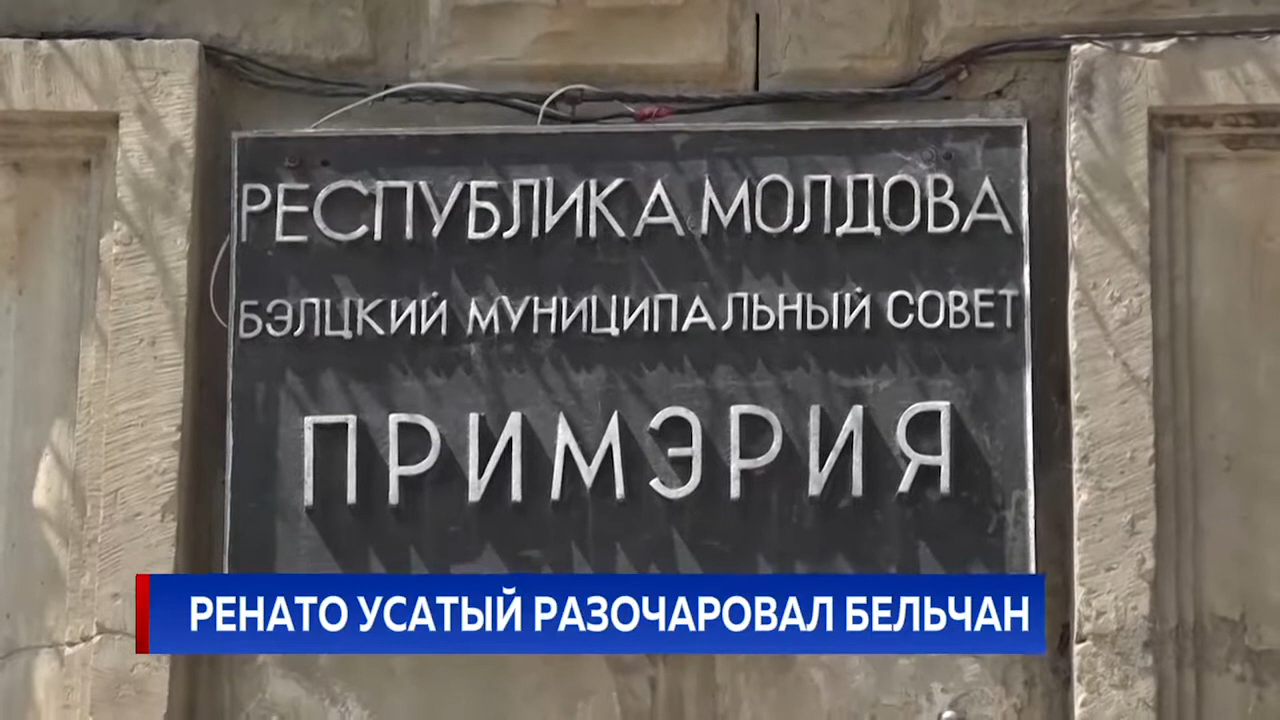 РЕСПУБЛИКА МОЛДОВА
БЭЛЦКИЙ МУНИЦИПАЛЬНЫЙ СОВЕТ
ПРИМЭРИЯ
РЕНАТО УСАТЫЙ РАЗОЧАРОВАЛ БЕЛЬЧАН